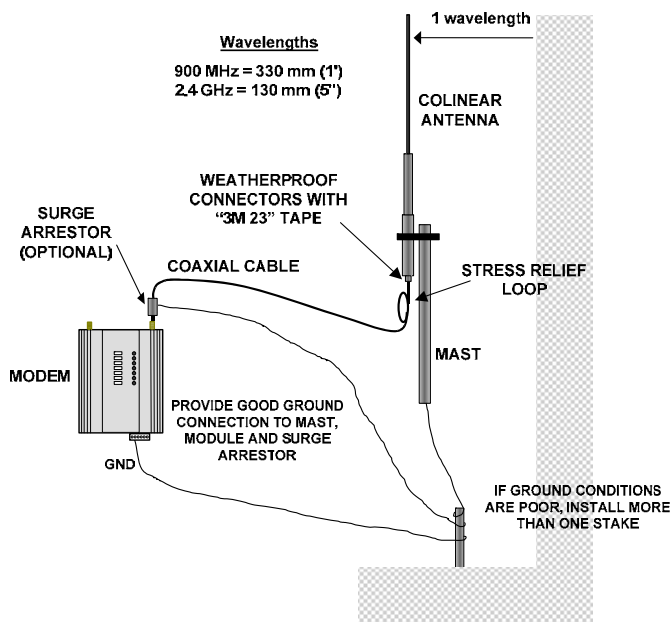 1 wavelength
Wavelengths
900 MHz = 330 mm (1')
2.4 GHz = 130 mm (5")
COLINEAR
ANTENNA
WEATHERPROOF
CONNECTORS WITH
“3M 23” TAPE
SURGE
ARRESTOR
(OPTIONAL)
COAXIAL CABLE
STRESS RELIEF
LOOP
MAST
MODEM
PROVIDE GOOD GROUND
CONNECTION TO MAST,
MODULE AND SURGE
ARRESTOR
GND
IF GROUND CONDITIONS
ARE POOR, INSTALL MORE
THAN ONE STAKE